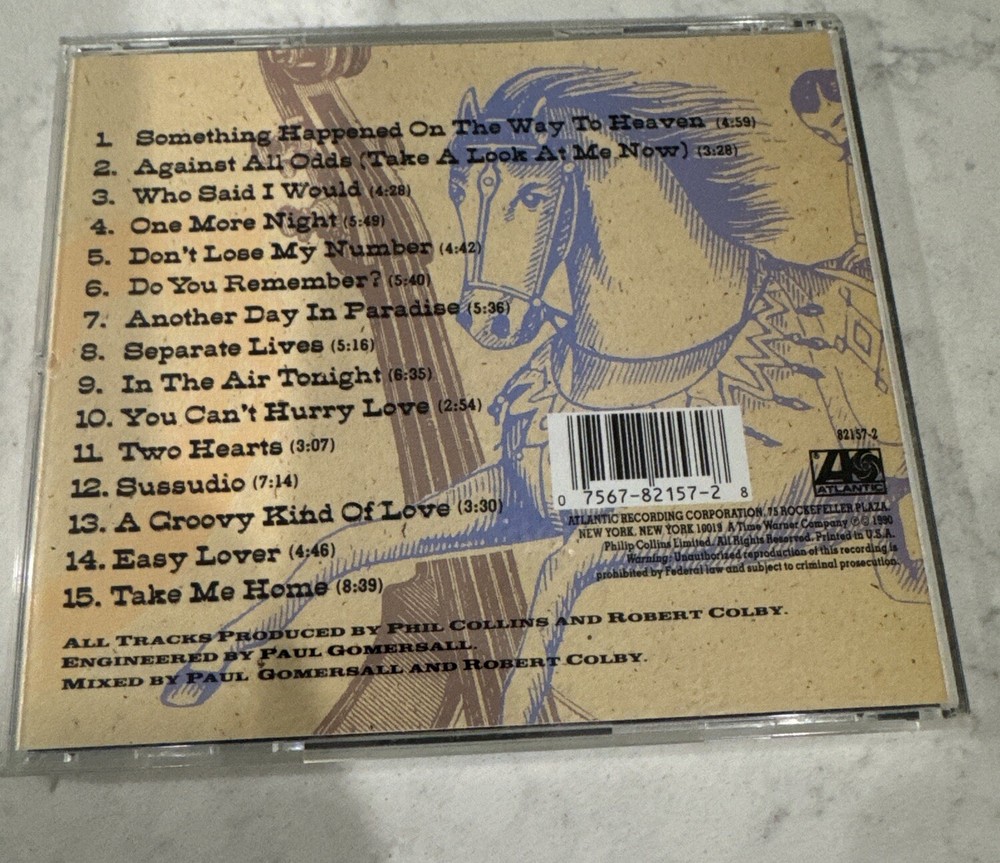 1. Something Happened On The Way To Heaven (4:59)
2. Against All Odds (Take A Look At Me Now) (3:28)
3. Who Said I Would (4:28)
4. One More Night (5:49)
5. Don't Lose My Number (4:42)
6. Do You Remember? (5:40)
7. Another Day In Paradise (5:36)
8. Separate Lives (5:16)
9. In The Air Tonight (6:35)
10. You Can't Hurry Love (2:54)
11. Two Hearts (3:07)
12. Sussudio (7:14)
13. A Groovy Kind Of Love (3:30)
14. Easy Lover (4:46)
15. Take Me Home (8:39)
All Tracks Produced by Phil Collins and Robert Colby.
Engineered by Paul Gomersall.
Mixed by Paul Gomersall and Robert Colby.
82157-2
ATLANTIC
0 7567-82157-2 8
ATLANTIC RECORDING CORPORATION, 75 ROCKEFELLER PLAZA,
NEW YORK, NEW YORK 10019 A Time Warner Company ℗© 1990
Philip Collins Limited. All Rights Reserved. Printed in U.S.A.
Warning: Unauthorized reproduction of this recording is
prohibited by Federal law and subject to criminal prosecution.